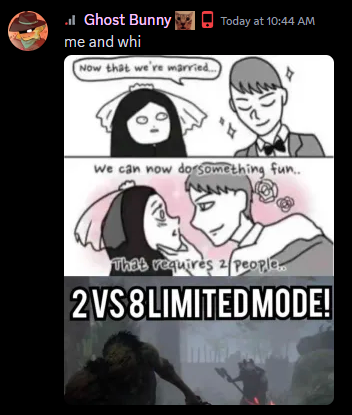 Ghost Bunny Today at 10:44 AM
me and whi
Now that we're married...
We can now do something fun..
That requires 2 people..
2 VS 8 LIMITED MODE!